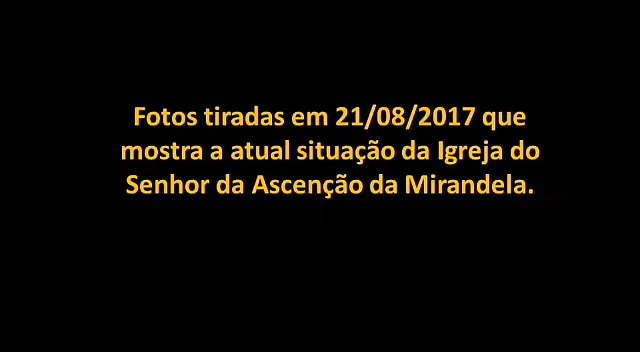 Fotos tiradas em 21/08/2017 que
mostra a atual situação da Igreja do
Senhor da Ascenção da Mirandela.